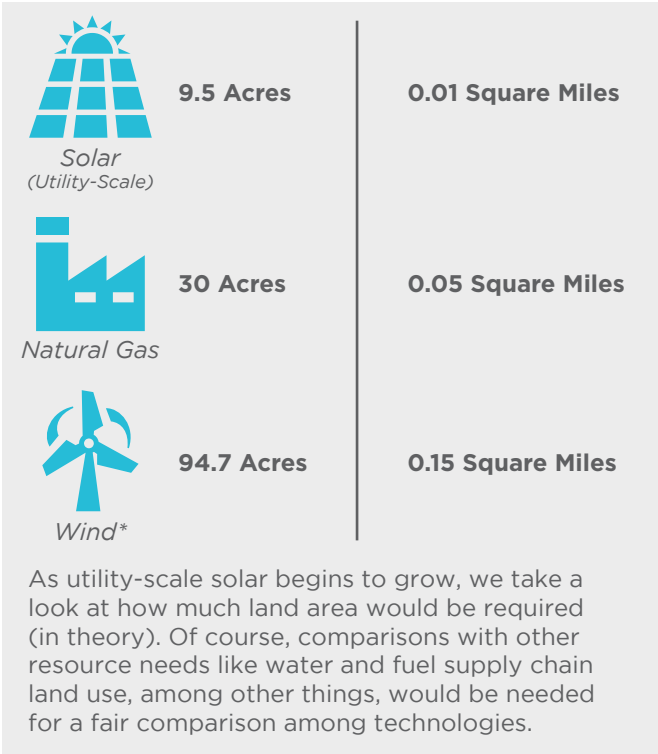 9.5 Acres 0.01 Square Miles
Solar
(Utility-Scale)
30 Acres 0.05 Square Miles
Natural Gas
94.7 Acres 0.15 Square Miles
Wind*
As utility-scale solar begins to grow, we take a
look at how much land area would be required
(in theory). Of course, comparisons with other
resource needs like water and fuel supply chain
land use, among other things, would be needed
for a fair comparison among technologies.